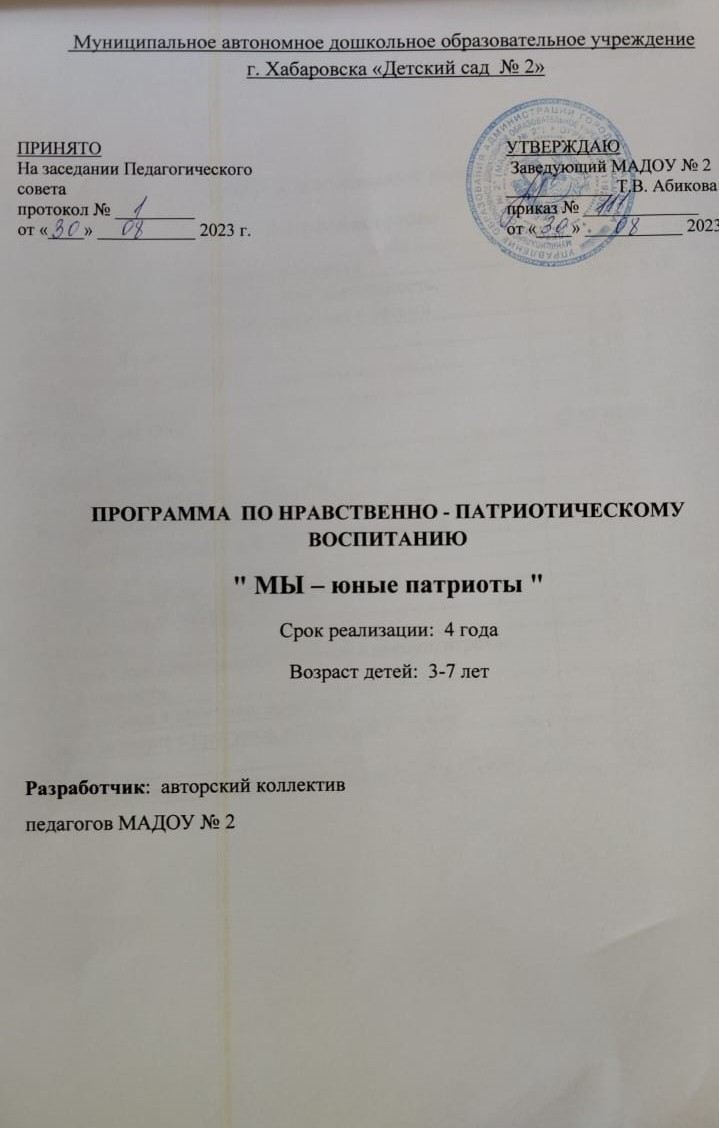 Муниципальное автономное дошкольное образовательное учреждение
г. Хабаровска «Детский сад № 2»
ПРИНЯТО
На заседании Педагогического
совета
протокол № 1
от «30» 08 2023 г.
УТВЕРЖДАЮ
Заведующий МАДОУ № 2
Т.В. Абикова
приказ № 111
от «30» 08 2023
ПРОГРАММА ПО НРАВСТВЕННО - ПАТРИОТИЧЕСКОМУ
ВОСПИТАНИЮ
" МЫ – юные патриоты "
Срок реализации: 4 года
Возраст детей: 3-7 лет
Разработчик: авторский коллектив
педагогов МАДОУ № 2